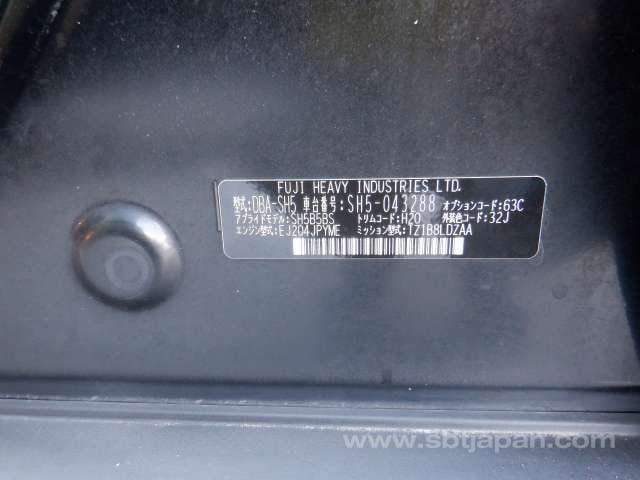 FUJI HEAVY INDUSTRIES LTD.
型式:DBA-SH5 車台番号:SH5-043288 オプションコード:63C
アプライドモデル:SH5B5BS トリムコード:H20 外装色コード:32J
エンジン型式:EJ204JPYME ミッション型式:TZ1B8LDZAA
www.sbtjapan.com